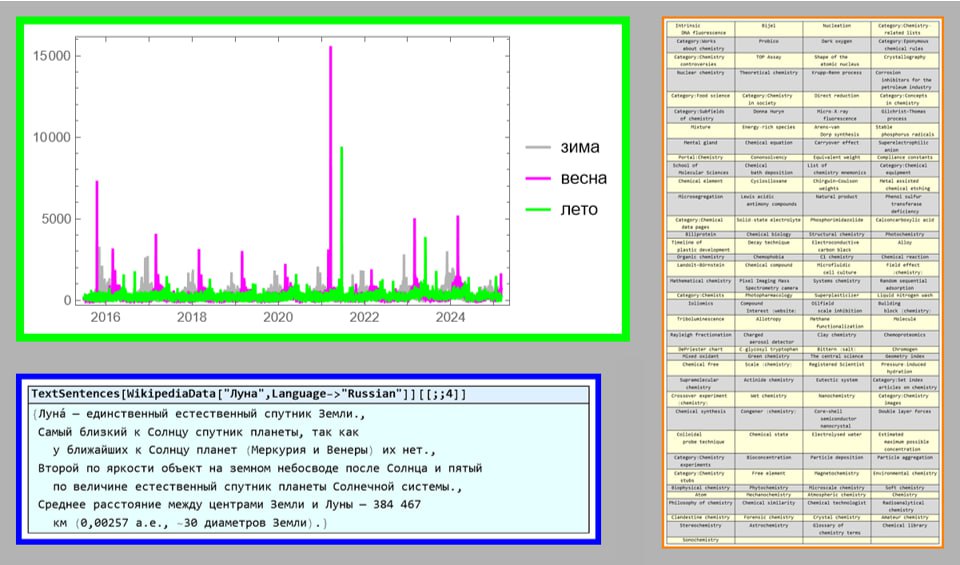 15000
10000
5000
0
2016
2018
2020
2022
2024
зима
весна
лето
TextSentences[WikipediaData["Луна",Language->"Russian"]][[;;4]]
{Луна́ — единственный естественный спутник Земли.,
Самый близкий к Солнцу спутник планеты, так как
у ближайших к Солнцу планет (Меркурия и Венеры) их нет.,
Второй по яркости объект на земном небосводе после Солнца и пятый
по величине естественный спутник планеты Солнечной системы.,
Среднее расстояние между центрами Земли и Луны — 384 467
км (0,00257 а.е., ~30 диаметров Земли).}
Intrinsic DNA fluorescence Bijel Nucleation Category:Chemistry-related lists
Category:Works about chemistry Probico Dark oxygen Category:Eponymous chemical rules
Category:Chemistry controversies TOP Assay Shape of the atomic nucleus Crystallography
Nuclear chemistry Theoretical chemistry Krupp-Renn process Corrosion inhibitors for the petroleum industry
Category:Food science Category:Chemistry in society Direct reduction Category:Concepts in chemistry
Category:Subfields of chemistry Donna Huryn Micro-X-ray fluorescence Gilchrist-Thomas process
Mixture Energy-rich species Arens-van Dorp synthesis Stable phosphorus radicals
Mental gland Chemical equation Carryover effect Superelectrophilic anion
Portal:Chemistry Cononsolvency Equivalent weight Compliance constants
School of Molecular Sciences Chemical bath deposition List of chemistry mnemonics Category:Chemical equipment
Chemical element Cyclosiloxane Chirgwin-Coulson weights Metal assisted chemical etching
Microsegregation Lewis acidic antimony compounds Natural product Phenol sulfur transferase deficiency
Category:Chemical data pages Solid state electrolyte Phosphorimidazolide Calconcarboxylic acid
Biliprotein Chemical biology Structural chemistry Photochemistry
Timeline of plastic development Decay technique Electroconductive carbon black Alloy
Organic chemistry Chemophobia C1 chemistry Chemical reaction
Landolt-Börnstein Chemical compound Microfluidic cell culture Field effect (chemistry)
Mathematical chemistry Pixel Imaging Mass Spectrometry camera Systems chemistry Random sequential adsorption
Category:Chemists Photopharmacology Superplasticizer Liquid nitrogen wash
Isliomics Compound Interest (website) Oilfield scale inhibition Building block (chemistry)
Triboluminescence Allotropy Methane functionalization Molecule
Rayleigh fractionation Charged aerosol detector Clay chemistry Chemoproteomics
DePriester chart C-glycosyl tryptophan Bittern (salt) Chromogen
Mixed oxidant Green chemistry The central science Geometry index
Chemical free Scale (chemistry) Registered Scientist Pressure-induced hydration
Supramolecular chemistry Actinide chemistry Eutectic system Category:Set index articles on chemistry
Crossover experiment (chemistry) Wet chemistry Nanochemistry Category:Chemistry images
Chemical synthesis Congener (chemistry) Core-shell semiconductor nanocrystal Double layer forces
Colloidal probe technique Chemical state Electrolysed water Estimated maximum possible concentration
Category:Chemistry experiments Bioconcentration Particle deposition Particle aggregation
Category:Chemistry stubs Free element Magnetochemistry Environmental chemistry
Biophysical chemistry Phytochemistry Microscale chemistry Soft chemistry
Atom Mechanochemistry Atmospheric chemistry Chemistry
Philosophy of chemistry Chemical similarity Chemical technologist Radioanalytical chemistry
Clandestine chemistry Forensic chemistry Crystal chemistry Amateur chemistry
Stereochemistry Astrochemistry Glossary of chemistry terms Chemical library
Sonochemistry